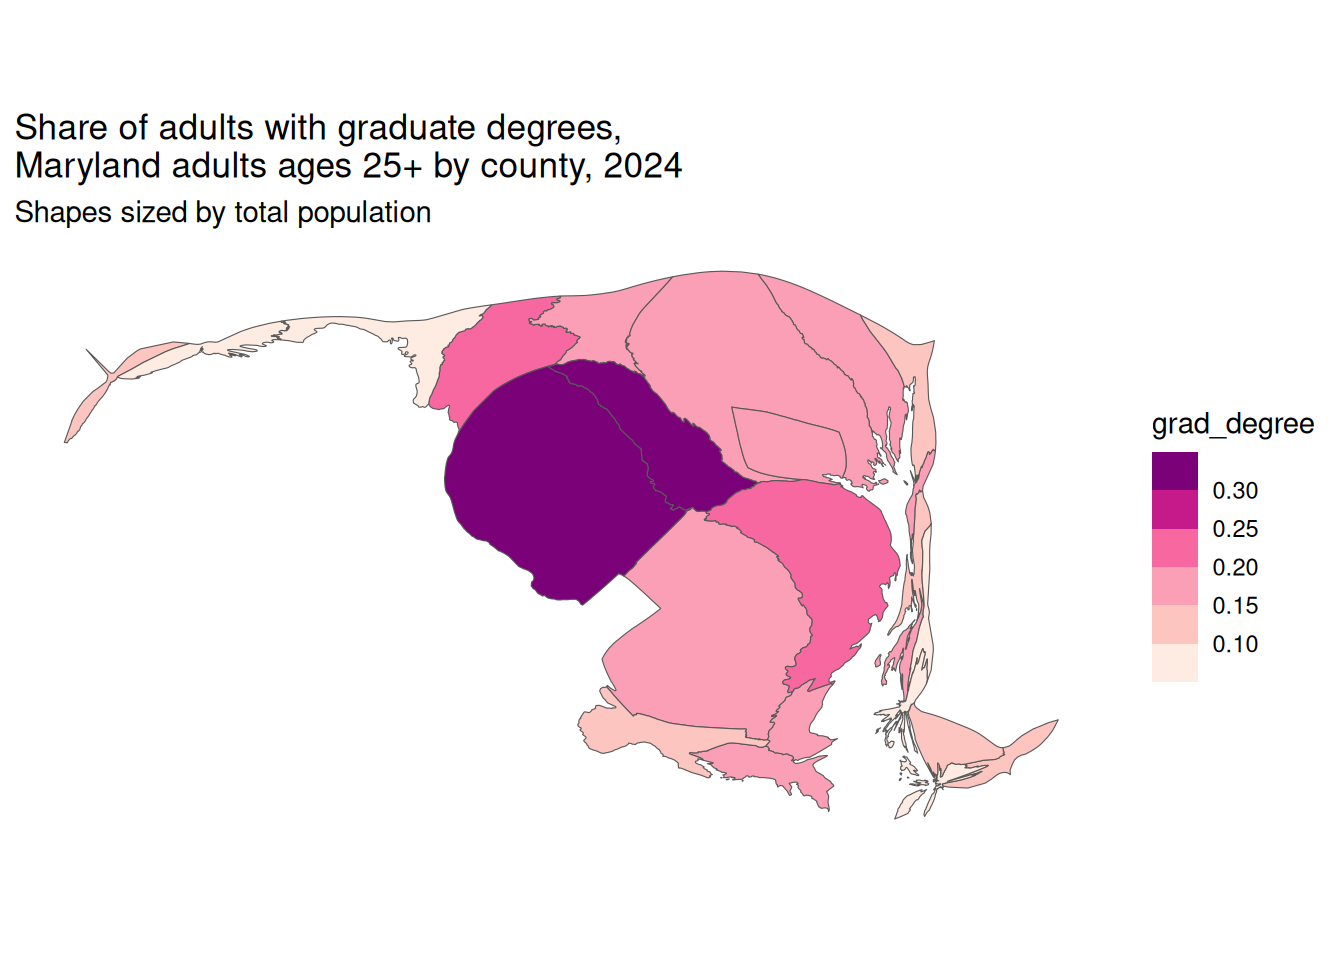 Share of adults with graduate degrees,
Maryland adults ages 25+ by county, 2024
Shapes sized by total population
grad_degree
0.30
0.25
0.20
0.15
0.10